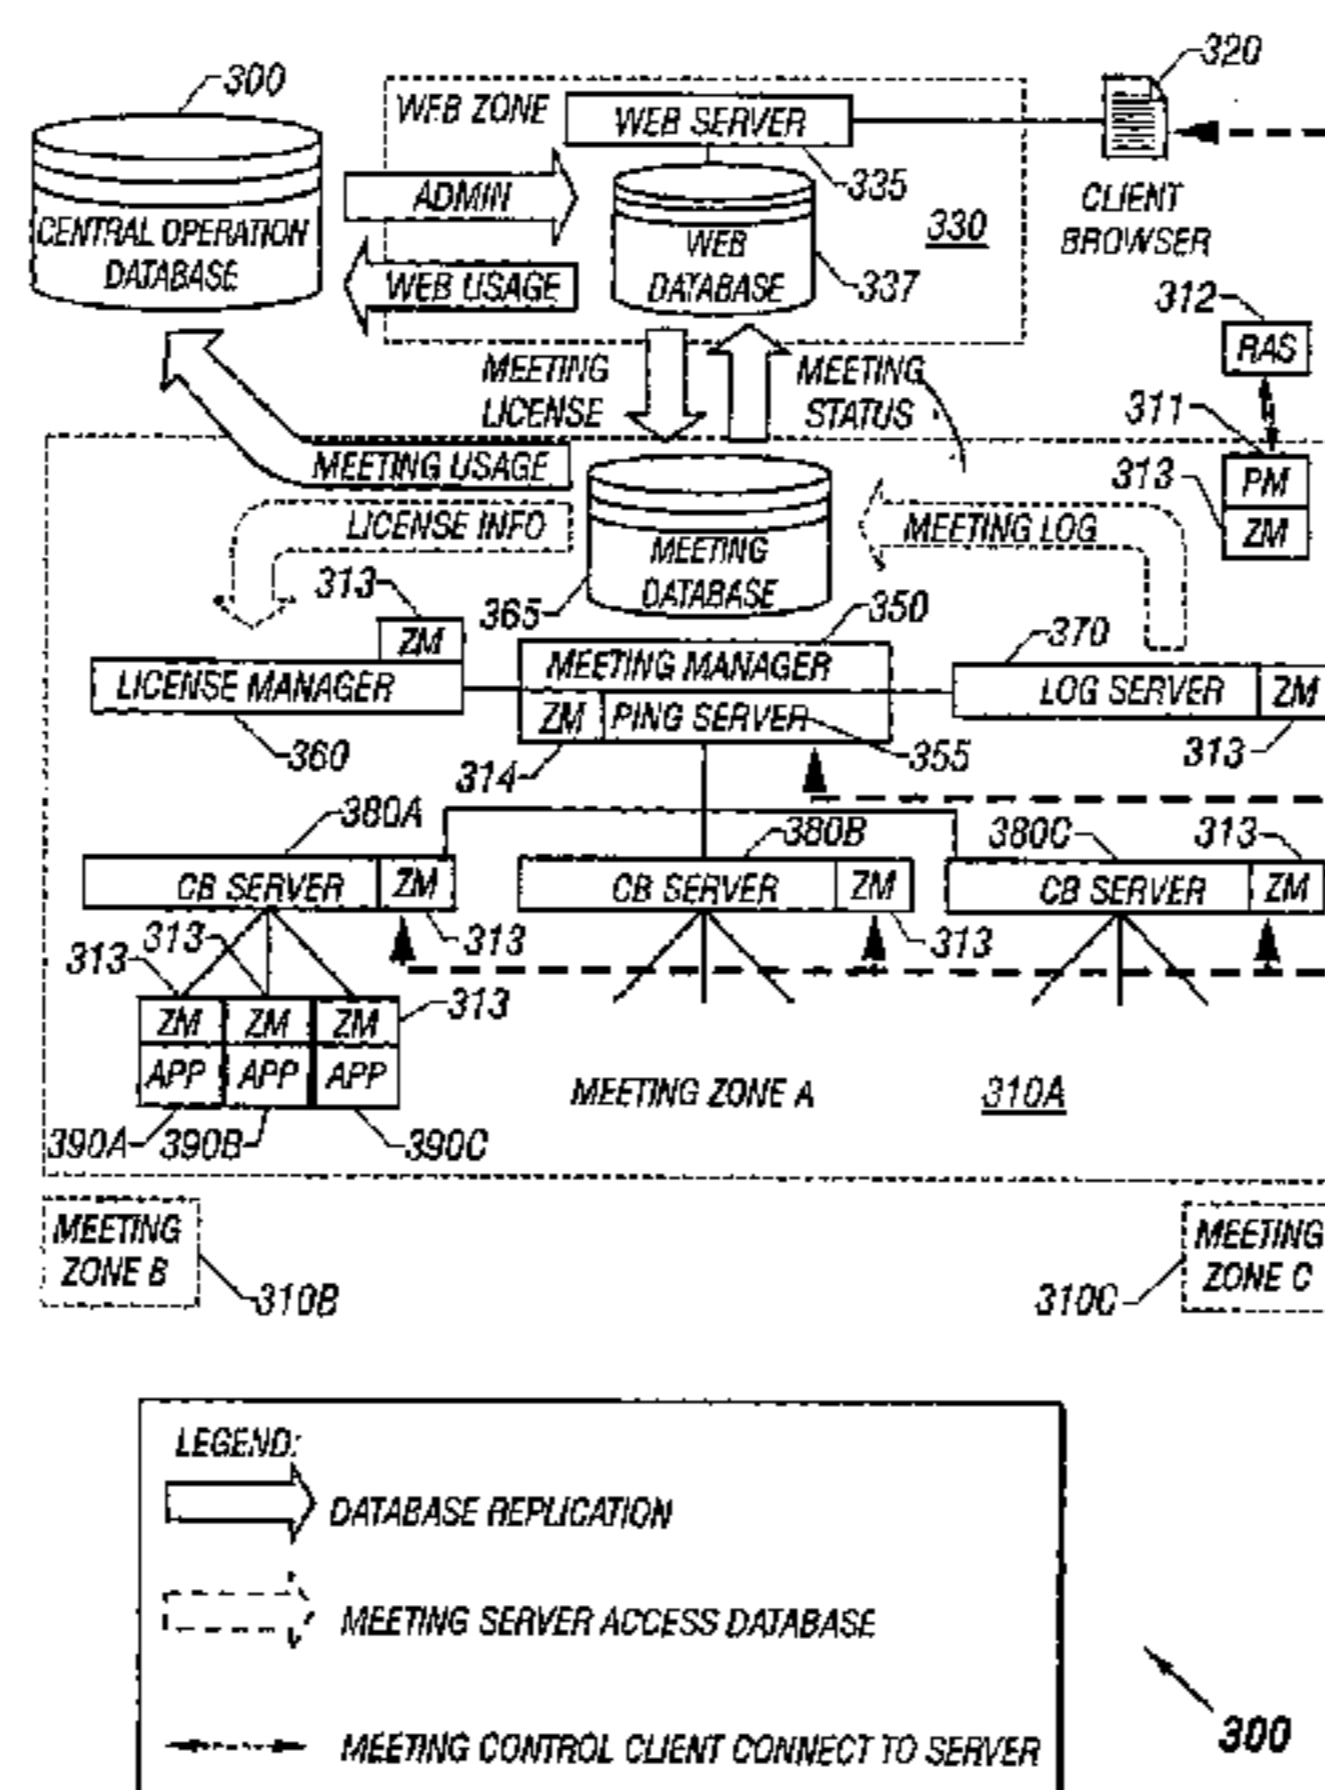 300
320
WEB ZONE
WEB SERVER
335
ADMIN
330
CLIENT
BROWSER
CENTRAL OPERATION
DATABASE
WEB
DATABASE
WEB USAGE
337
312
RAS
MEETING
LICENSE
MEETING
STATUS
311
MEETING USAGE
313
PM
ZM
LICENSE INFO
MEETING LOG
MEETING
DATABASE
313
365
350
370
ZM
LICENSE MANAGER
MEETING MANAGER
LOG SERVER
ZM
ZM
PING SERVER
360
314
355
313
380A
380B
380C
313
CB SERVER
ZM
CB SERVER
ZM
CB SERVER
ZM
313
313
313
313
313
ZM
ZM
ZM
APP
APP
APP
MEETING ZONE A
310A
390A
390B
390C
MEETING
ZONE B
310B
MEETING
ZONE C
310C
LEGEND:
DATABASE REPLICATION
MEETING SERVER ACCESS DATABASE
MEETING CONTROL CLIENT CONNECT TO SERVER
300